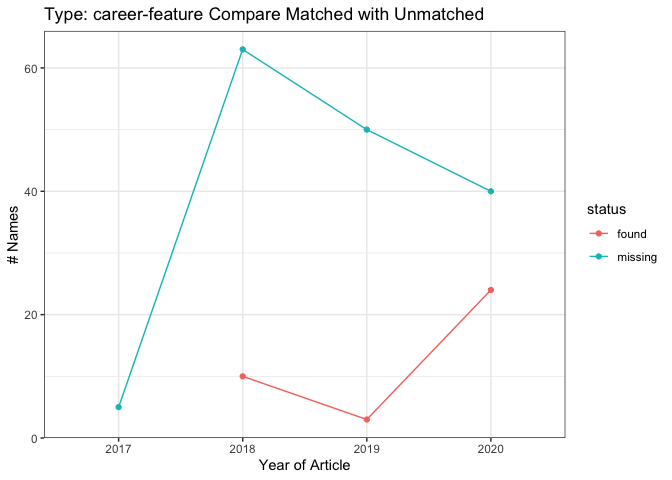 Type: career-feature Compare Matched with Unmatched
60
40
20
0
# Names
2017 2018 2019 2020
Year of Article
status
found
missing